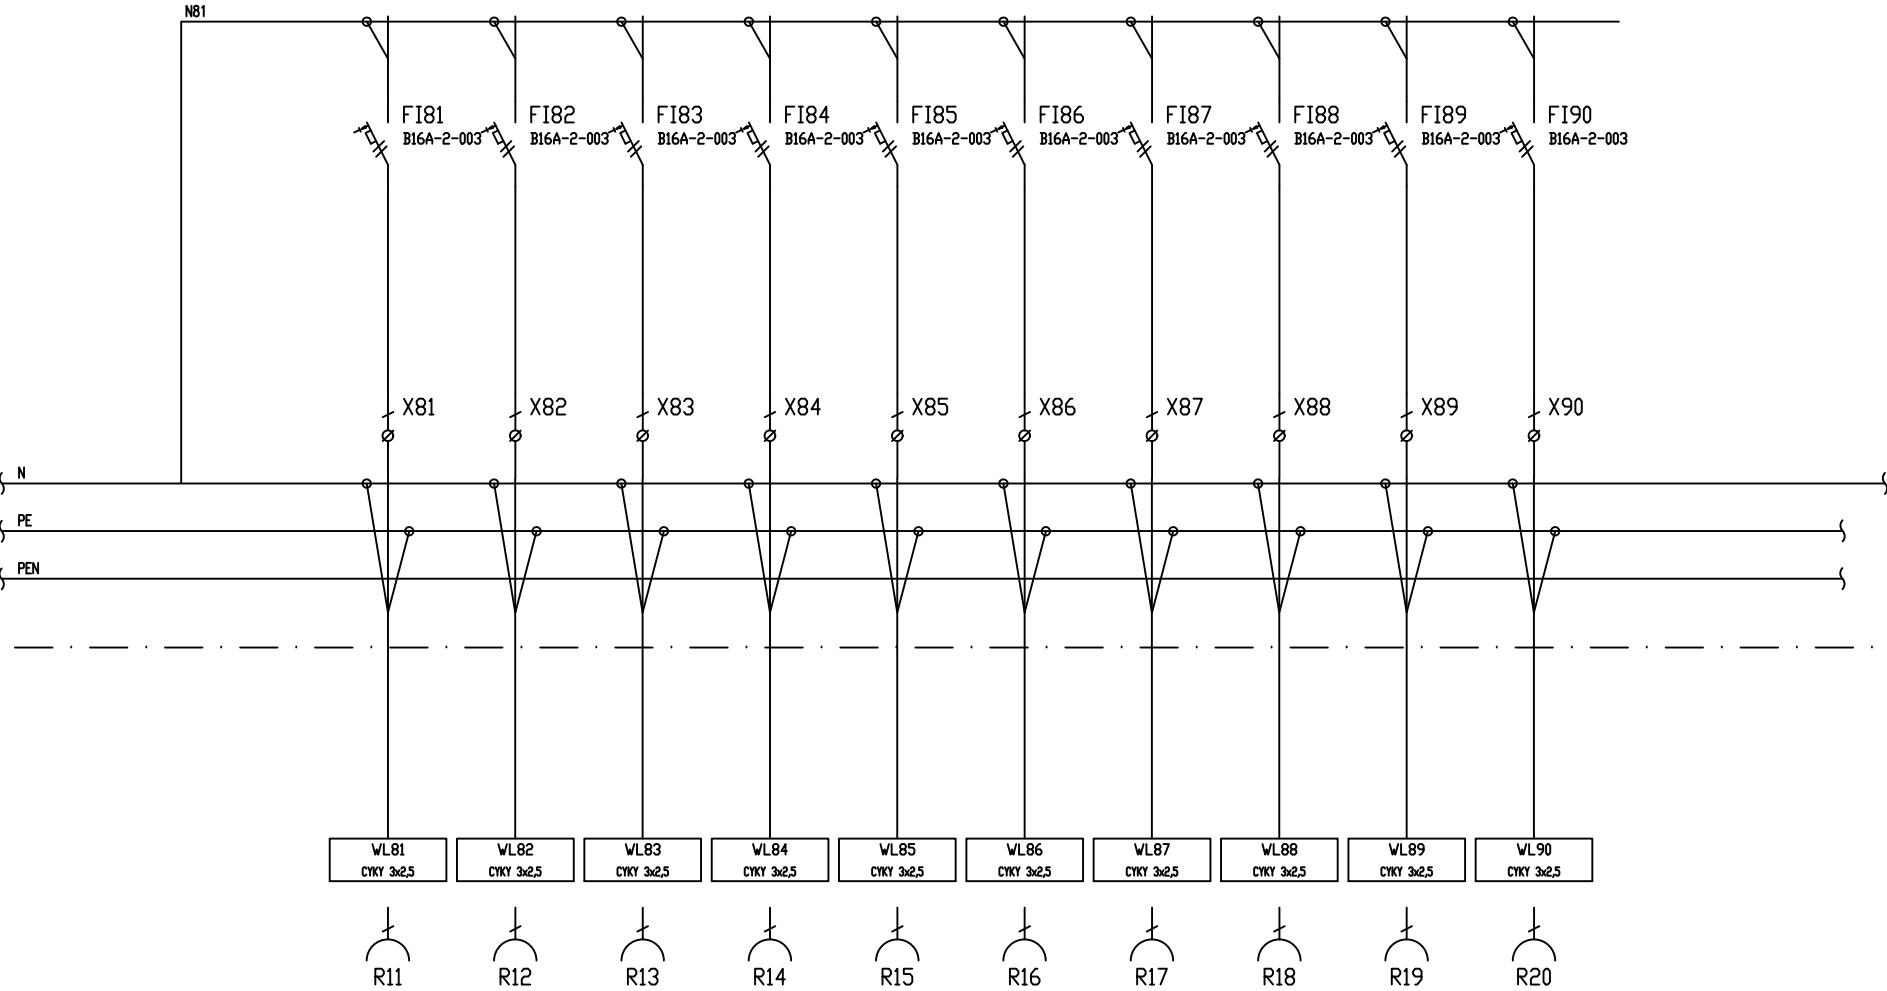 N81
FI81 FI82 FI83 FI84 FI85 FI86 FI87 FI88 FI89 FI90
B16A-2-003 B16A-2-003 B16A-2-003 B16A-2-003 B16A-2-003 B16A-2-003 B16A-2-003 B16A-2-003 B16A-2-003 B16A-2-003
X81 X82 X83 X84 X85 X86 X87 X88 X89 X90
N
PE
PEN
WL81 WL82 WL83 WL84 WL85 WL86 WL87 WL88 WL89 WL90
CYKY 3x2,5 CYKY 3x2,5 CYKY 3x2,5 CYKY 3x2,5 CYKY 3x2,5 CYKY 3x2,5 CYKY 3x2,5 CYKY 3x2,5 CYKY 3x2,5 CYKY 3x2,5
R11 R12 R13 R14 R15 R16 R17 R18 R19 R20